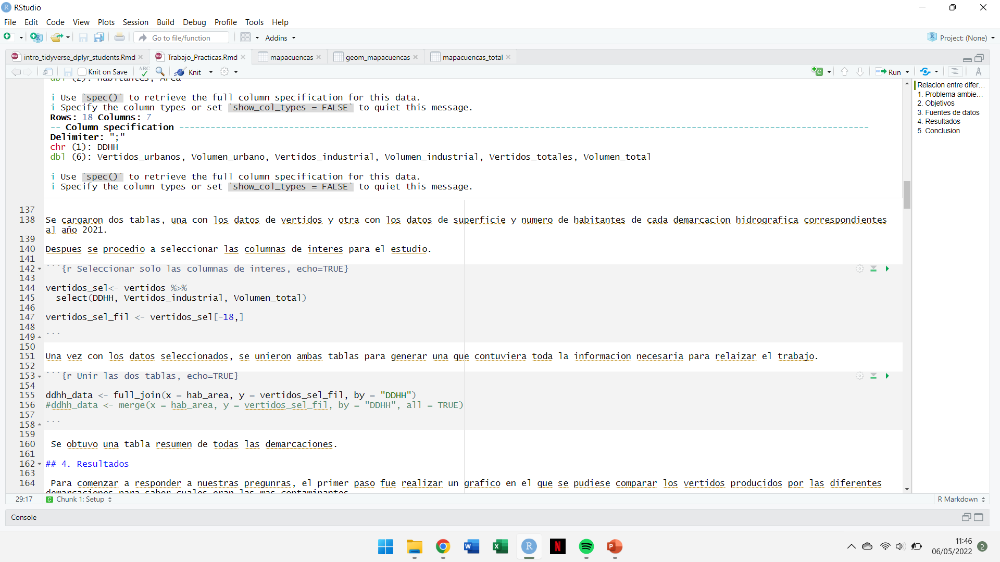 RStudio
File Edit Code View Plots Session Build Debug Profile Tools Help
Go to file/function Addins Project: (None)
intro_tidyverse_dplyr_students.Rmd Trabajo_Practicas.Rmd mapacuencas geom_mapacuencas mapacuencas_total
Knit on Save ABC Knit Run
dbl (2): Habitantes, Area
i Use `spec()` to retrieve the full column specification for this data.
i Specify the column types or set `show_col_types = FALSE` to quiet this message.
Rows: 18 Columns: 7
-- Column specification ------------------------------------------------------------------------------------------------------------------------------------
Delimiter: ";"
chr (1): DDHH
dbl (6): Vertidos_urbanos, Volumen_urbano, Vertidos_industrial, Volumen_industrial, Vertidos_totales, Volumen_total
i Use `spec()` to retrieve the full column specification for this data.
i Specify the column types or set `show_col_types = FALSE` to quiet this message.
137
138 Se cargaron dos tablas, una con los datos de vertidos y otra con los datos de superficie y numero de habitantes de cada demarcacion hidrografica correspondientes
al año 2021.
139
140 Despues se procedio a seleccionar las columnas de interes para el estudio.
141
142 ```{r Seleccionar solo las columnas de interes, echo=TRUE}
143
144 vertidos_sel<- vertidos %>%
145 select(DDHH, Vertidos_industrial, Volumen_total)
146
147 vertidos_sel_fil <- vertidos_sel[-18,]
148
149 ```
150
151 Una vez con los datos seleccionados, se unieron ambas tablas para generar una que contuviera toda la informacion necesaria para relaizar el trabajo.
152
153 ```{r Unir las dos tablas, echo=TRUE}
154
155 ddhh_data <- full_join(x = hab_area, y = vertidos_sel_fil, by = "DDHH")
156 #ddhh_data <- merge(x = hab_area, y = vertidos_sel_fil, by = "DDHH", all = TRUE)
157
158 ```
159
160 Se obtuvo una tabla resumen de todas las demarcaciones.
161
162 ## 4. Resultados
163
164 Para comenzar a responder a nuestras pregunras, el primer paso fue realizar un grafico en el que se pudiese comparar los vertidos producidos por las diferentes
demarcaciones para saber cuales eran las mas contaminantes
Relacion entre difer...
1. Problema ambie...
2. Objetivos
3. Fuentes de datos
4. Resultados
5. Conclusion
29:17 C Chunk 1: Setup R Markdown
Console
11:46
06/05/2022 2